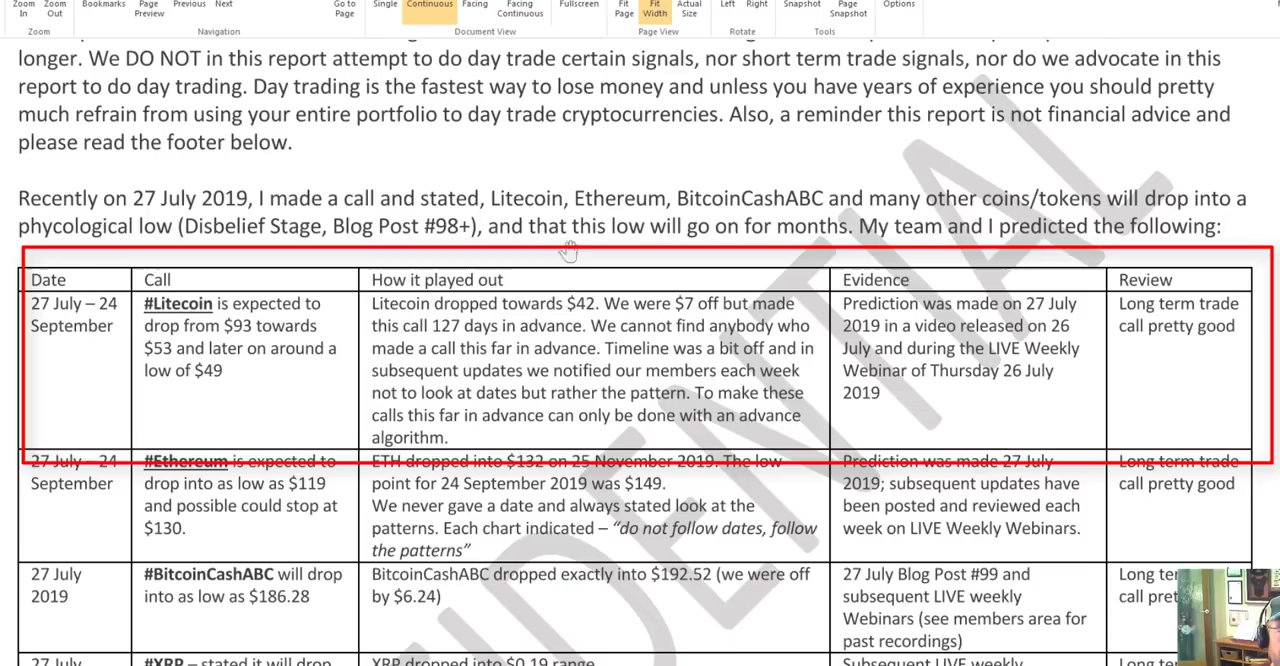 Zoom In
Zoom Out
Bookmarks
Page Preview
Previous
Next
Go to Page
Single
Continuous
Facing
Facing Continuous
Fullscreen
Fit Page
Fit Width
Actual Size
Left
Right
Snapshot
Page Snapshot
Options
Zoom
Navigation
Document View
Page View
Rotate
Tools
longer. We DO NOT in this report attempt to do day trade certain signals, nor short term trade signals, nor do we advocate in this
report to do day trading. Day trading is the fastest way to lose money and unless you have years of experience you should pretty
much refrain from using your entire portfolio to day trade cryptocurrencies. Also, a reminder this report is not financial advice and
please read the footer below.
Recently on 27 July 2019, I made a call and stated, Litecoin, Ethereum, BitcoinCashABC and many other coins/tokens will drop into a
phycological low (Disbelief Stage, Blog Post #98+), and that this low will go on for months. My team and I predicted the following:
Date
Call
How it played out
Evidence
Review
27 July – 24
September
#Litecoin is expected to
drop from $93 towards
$53 and later on around a
low of $49
Litecoin dropped towards $42. We were $7 off but made
this call 127 days in advance. We cannot find anybody who
made a call this far in advance. Timeline was a bit off and in
subsequent updates we notified our members each week
not to look at dates but rather the pattern. To make these
calls this far in advance can only be done with an advance
algorithm.
Prediction was made on 27 July
2019 in a video released on 26
July and during the LIVE Weekly
Webinar of Thursday 26 July
2019
Long term trade
call pretty good
27 July – 24
September
#Ethereum is expected to
drop into as low as $119
and possible could stop at
$130.
ETH dropped into $132 on 25 November 2019. The low
point for 24 September 2019 was $149.
We never gave a date and always stated look at the
patterns. Each chart indicated – “do not follow dates, follow
the patterns”
Prediction was made 27 July
2019; subsequent updates have
been posted and reviewed each
week on LIVE Weekly Webinars.
Long term trade
call pretty good
27 July
2019
#BitcoinCashABC will drop
into as low as $186.28
BitcoinCashABC dropped exactly into $192.52 (we were off
by $6.24)
27 July Blog Post #99 and
subsequent LIVE weekly
Webinars (see members area for
past recordings)
Long
call
27 July
#XRP – stated it will drop
XRP dropped into $0.19 range
Subsequent LIVE weekly
Long